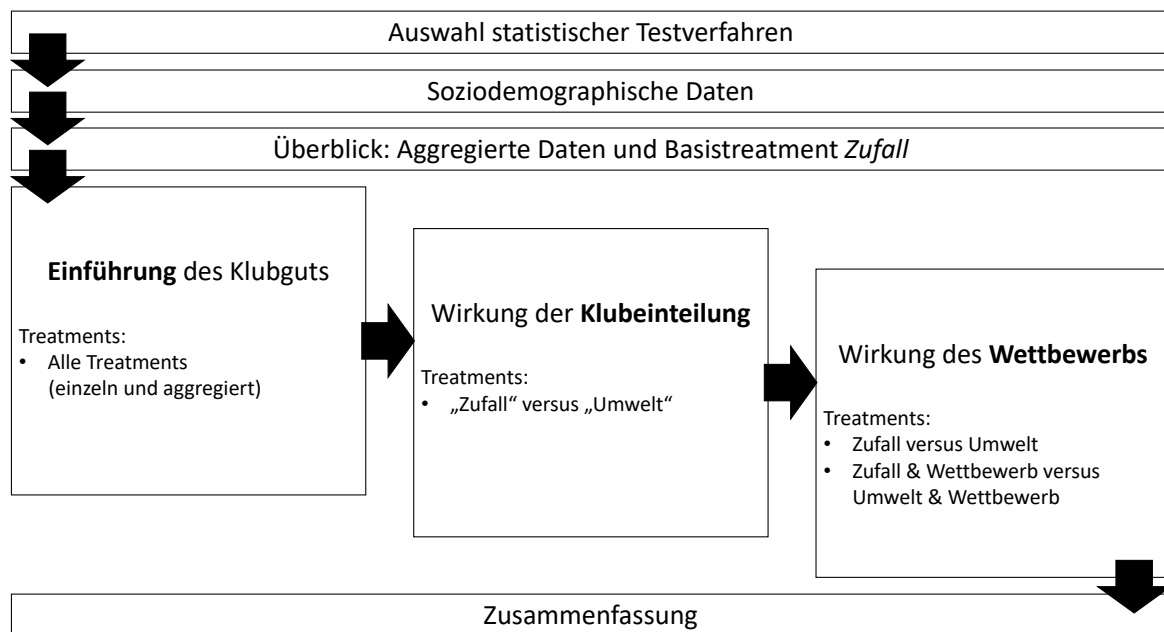 Auswahl statistischer Testverfahren
Soziodemographische Daten
Überblick: Aggregierte Daten und Basistreatment Zufall
Einführung des Klubguts
Treatments:
• Alle Treatments
(einzeln und aggregiert)
Wirkung der Klubeinteilung
Treatments:
• „Zufall“ versus „Umwelt“
Wirkung des Wettbewerbs
Treatments:
• Zufall versus Umwelt
• Zufall & Wettbewerb versus
Umwelt & Wettbewerb
Zusammenfassung